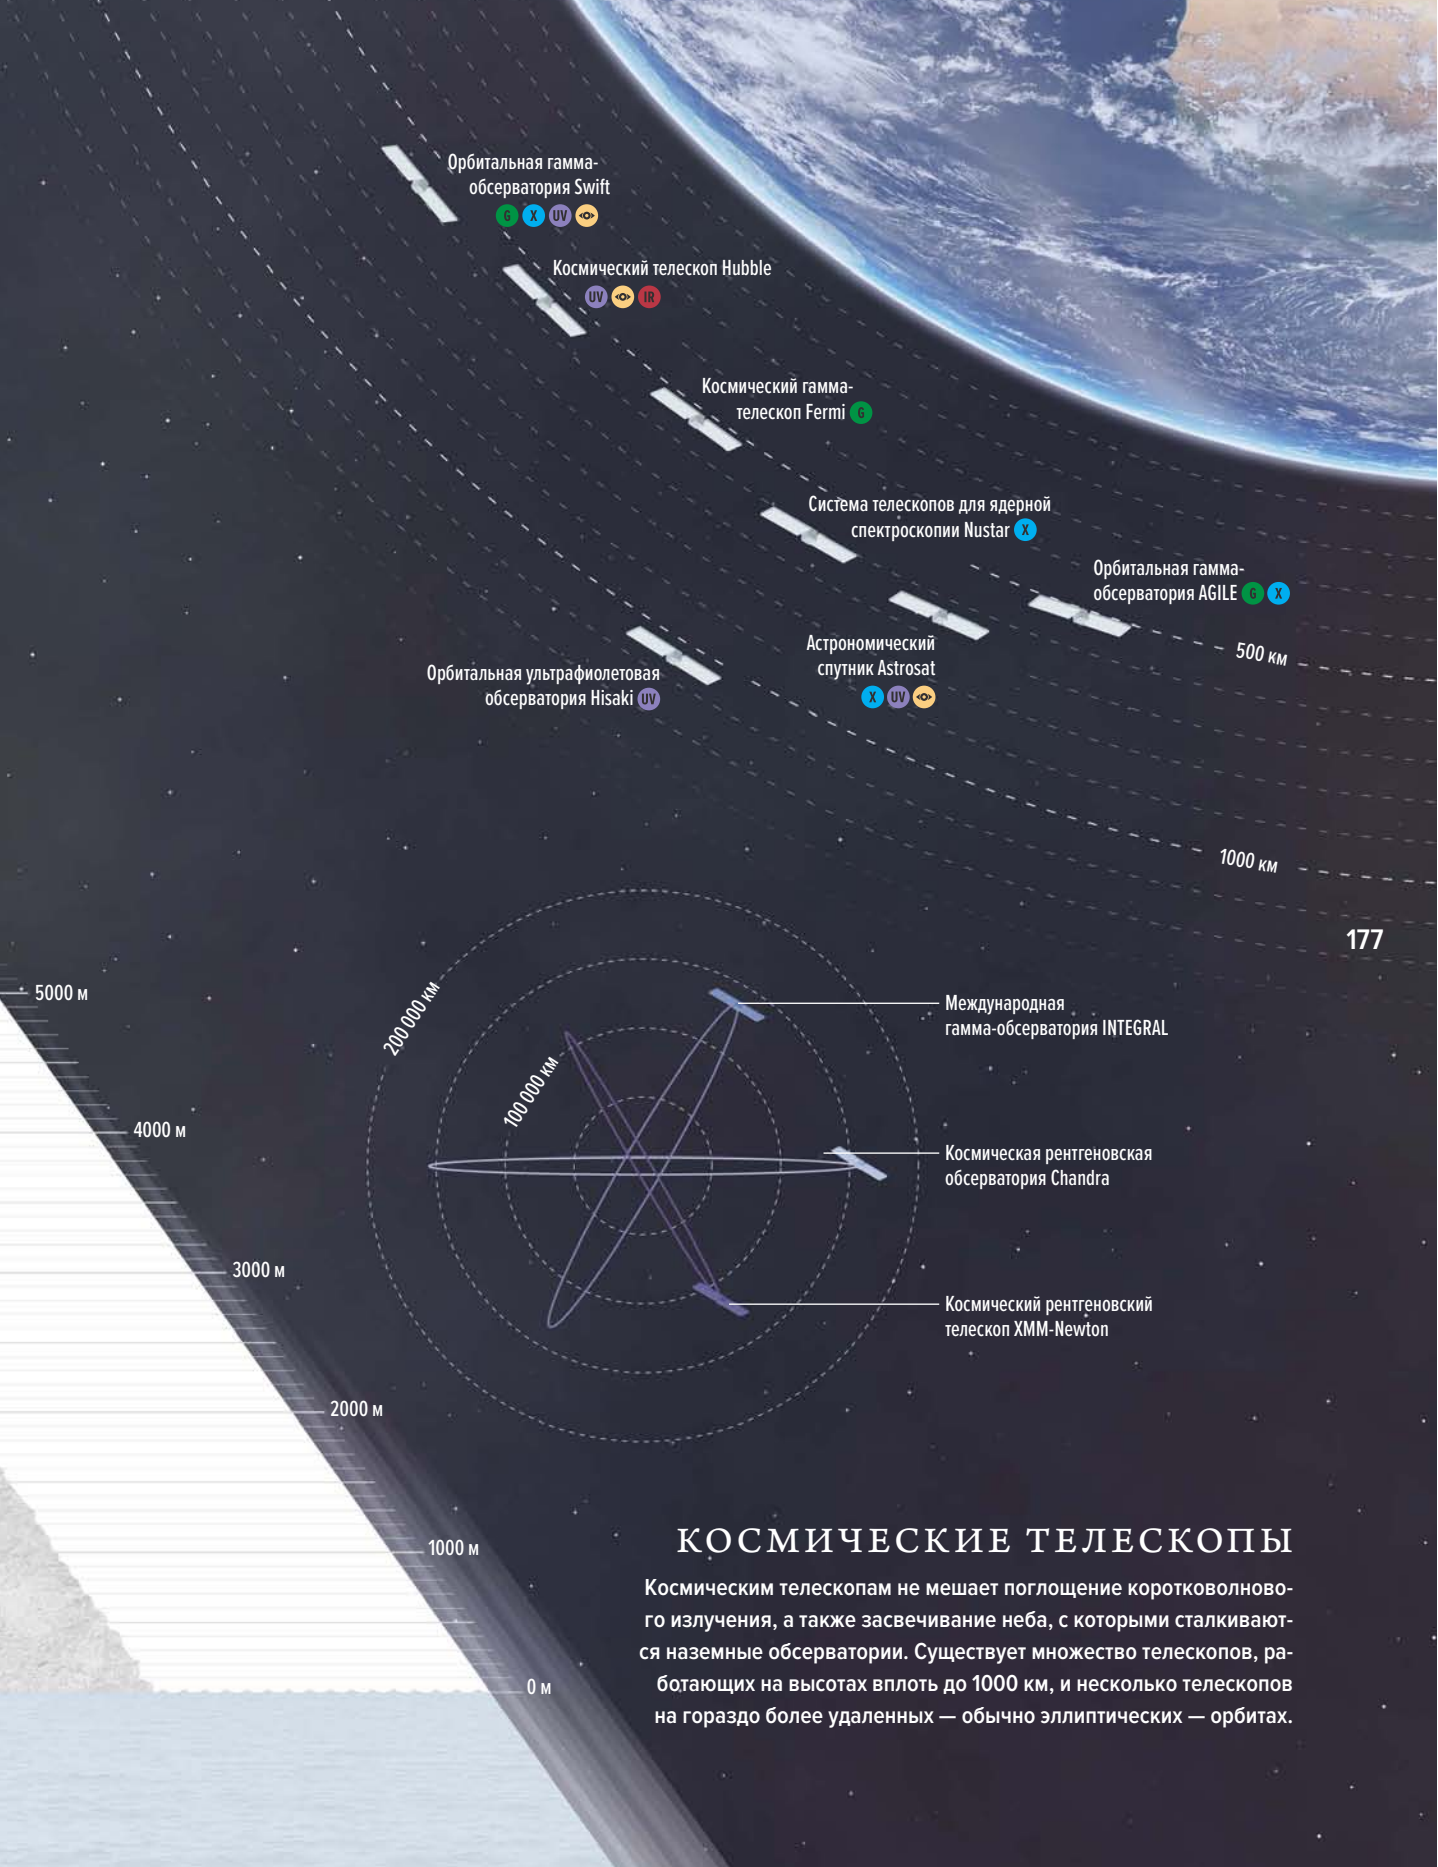 Орбитальная гамма-
обсерватория Swift
G X UV
Космический телескоп Hubble
UV IR
Космический гамма-
телескоп Fermi G
Система телескопов для ядерной
спектроскопии Nustar X
Орбитальная гамма-
обсерватория AGILE G X
Астрономический
спутник Astrosat
X UV
Орбитальная ультрафиолетовая
обсерватория Hisaki UV
500 км
1000 км
177
5000 м
4000 м
3000 м
2000 м
1000 м
0 м
200 000 км
100 000 км
Международная
гамма-обсерватория INTEGRAL
Космическая рентгеновская
обсерватория Chandra
Космический рентгеновский
телескоп XMM-Newton
КОСМИЧЕСКИЕ ТЕЛЕСКОПЫ
Космическим телескопам не мешает поглощение коротковолново-
го излучения, а также засвечивание неба, с которыми сталкивают-
ся наземные обсерватории. Существует множество телескопов, ра-
ботающих на высотах вплоть до 1000 км, и несколько телескопов
на гораздо более удаленных — обычно эллиптических — орбитах.